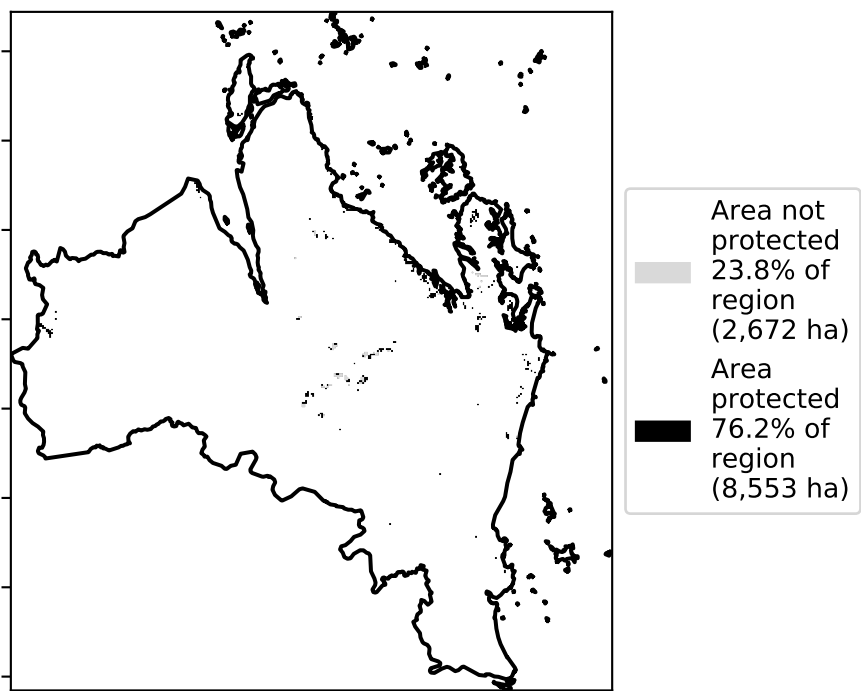 Area not
protected
23.8% of
region
(2,672 ha)
Area
protected
76.2% of
region
(8,553 ha)